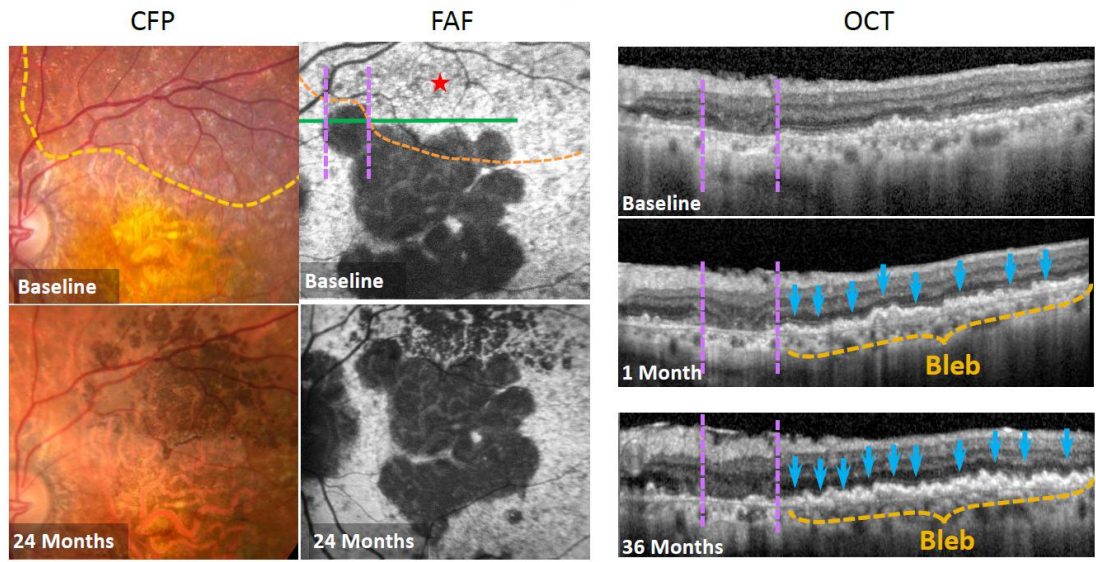 CFP
FAF
OCT
Baseline
Baseline
24 Months
24 Months
Baseline
1 Month
Bleb
36 Months
Bleb